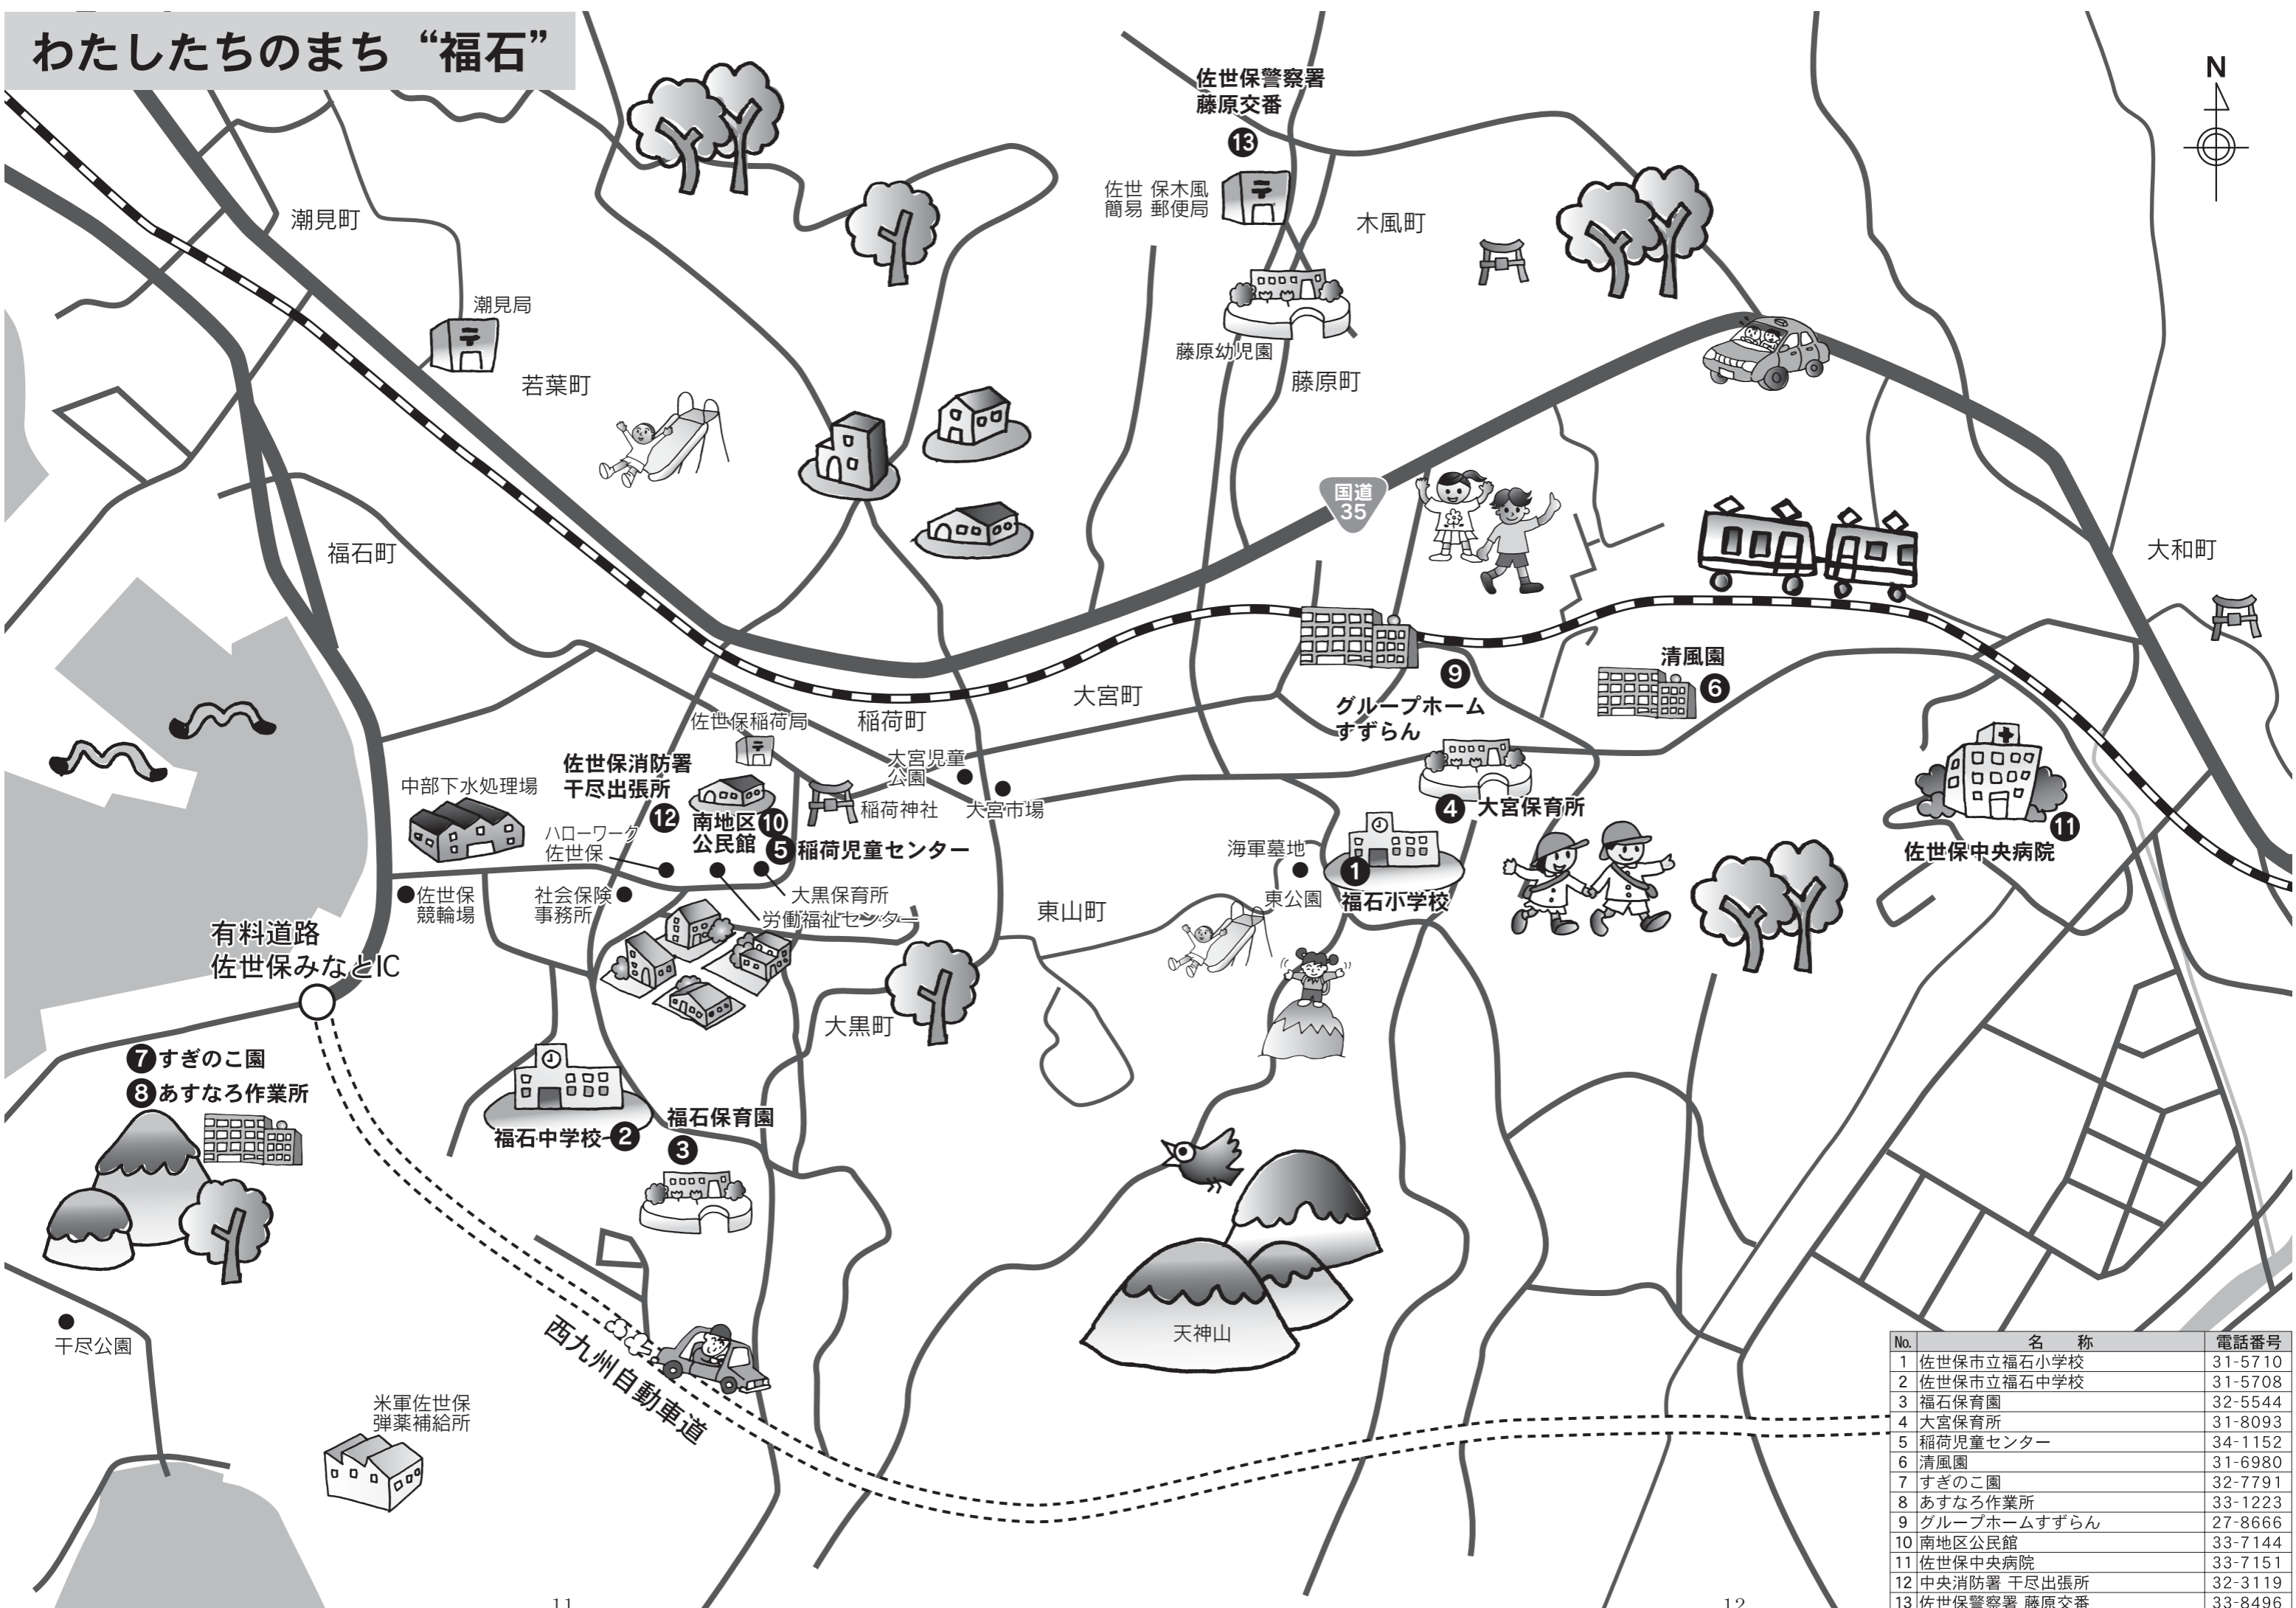 わたしたちのまち “福石”
N
佐世保警察署
藤原交番
13
佐世 保木風
簡易 郵便局
木風町
潮見町
潮見局
若葉町
藤原幼児園
藤原町
国道
35
福石町
大和町
清風園
6
9
グループホーム
すずらん
大宮町
稲荷町
佐世保稲荷局
大宮児童
公園
佐世保消防署
干尽出張所
12
中部下水処理場
南地区
公民館
10
稲荷神社
大宮市場
5 稲荷児童センター
ハローワーク
佐世保
4 大宮保育所
海軍墓地
1
福石小学校
11
佐世保中央病院
佐世保
競輪場
社会保険
事務所
大黒保育所
労働福祉センター
東山町
東公園
有料道路
佐世保みなとIC
大黒町
7 すぎのこ園
8 あすなろ作業所
福石中学校 2
福石保育園
3
干尽公園
西九州自動車道
天神山
米軍佐世保
弾薬補給所
No. 名 称 電話番号
1 佐世保市立福石小学校 31-5710
2 佐世保市立福石中学校 31-5708
3 福石保育園 32-5544
4 大宮保育所 31-8093
5 稲荷児童センター 34-1152
6 清風園 31-6980
7 すぎのこ園 32-7791
8 あすなろ作業所 33-1223
9 グループホームすずらん 27-8666
10 南地区公民館 33-7144
11 佐世保中央病院 33-7151
12 中央消防署 干尽出張所 32-3119
13 佐世保警察署 藤原交番 33-8496
11
12